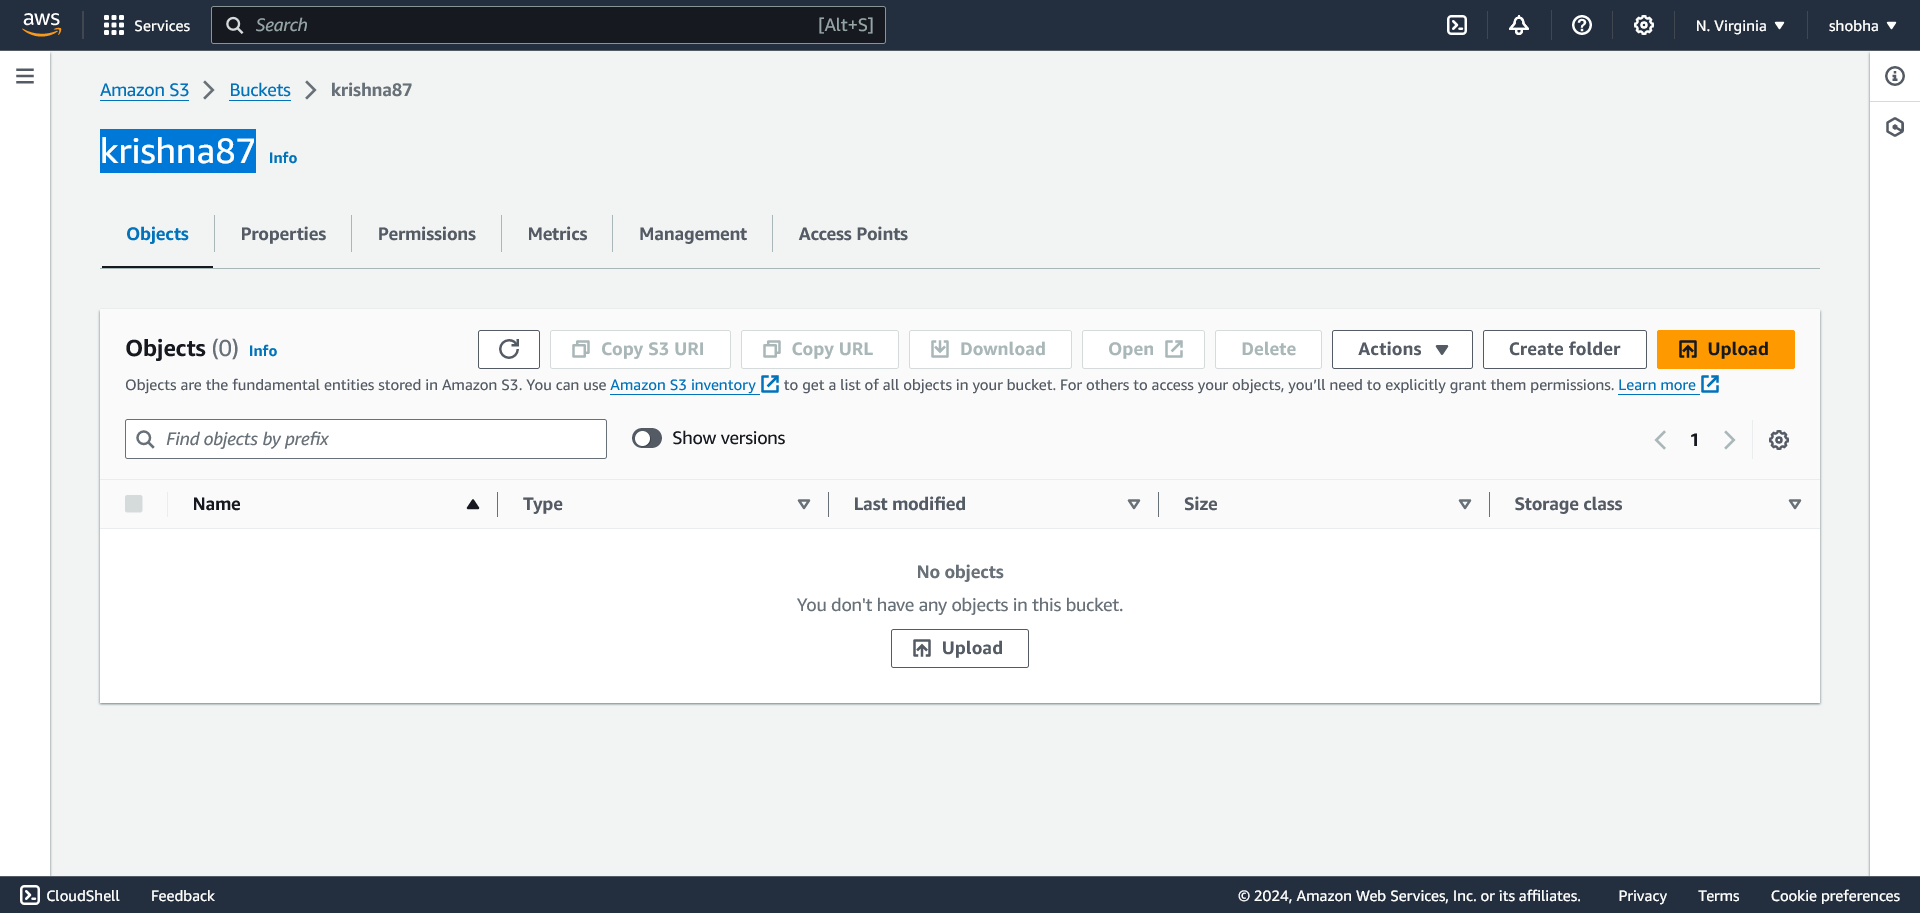 aws Services Search [Alt+S] N. Virginia shobha
Amazon S3 Buckets krishna87
krishna87 Info
Objects Properties Permissions Metrics Management Access Points
Objects (0) Info Copy S3 URI Copy URL Download Open Delete Actions Create folder Upload
Objects are the fundamental entities stored in Amazon S3. You can use Amazon S3 inventory to get a list of all objects in your bucket. For others to access your objects, you’ll need to explicitly grant them permissions. Learn more
Find objects by prefix Show versions 1
Name Type Last modified Size Storage class
No objects
You don't have any objects in this bucket.
Upload
CloudShell Feedback © 2024, Amazon Web Services, Inc. or its affiliates. Privacy Terms Cookie preferences